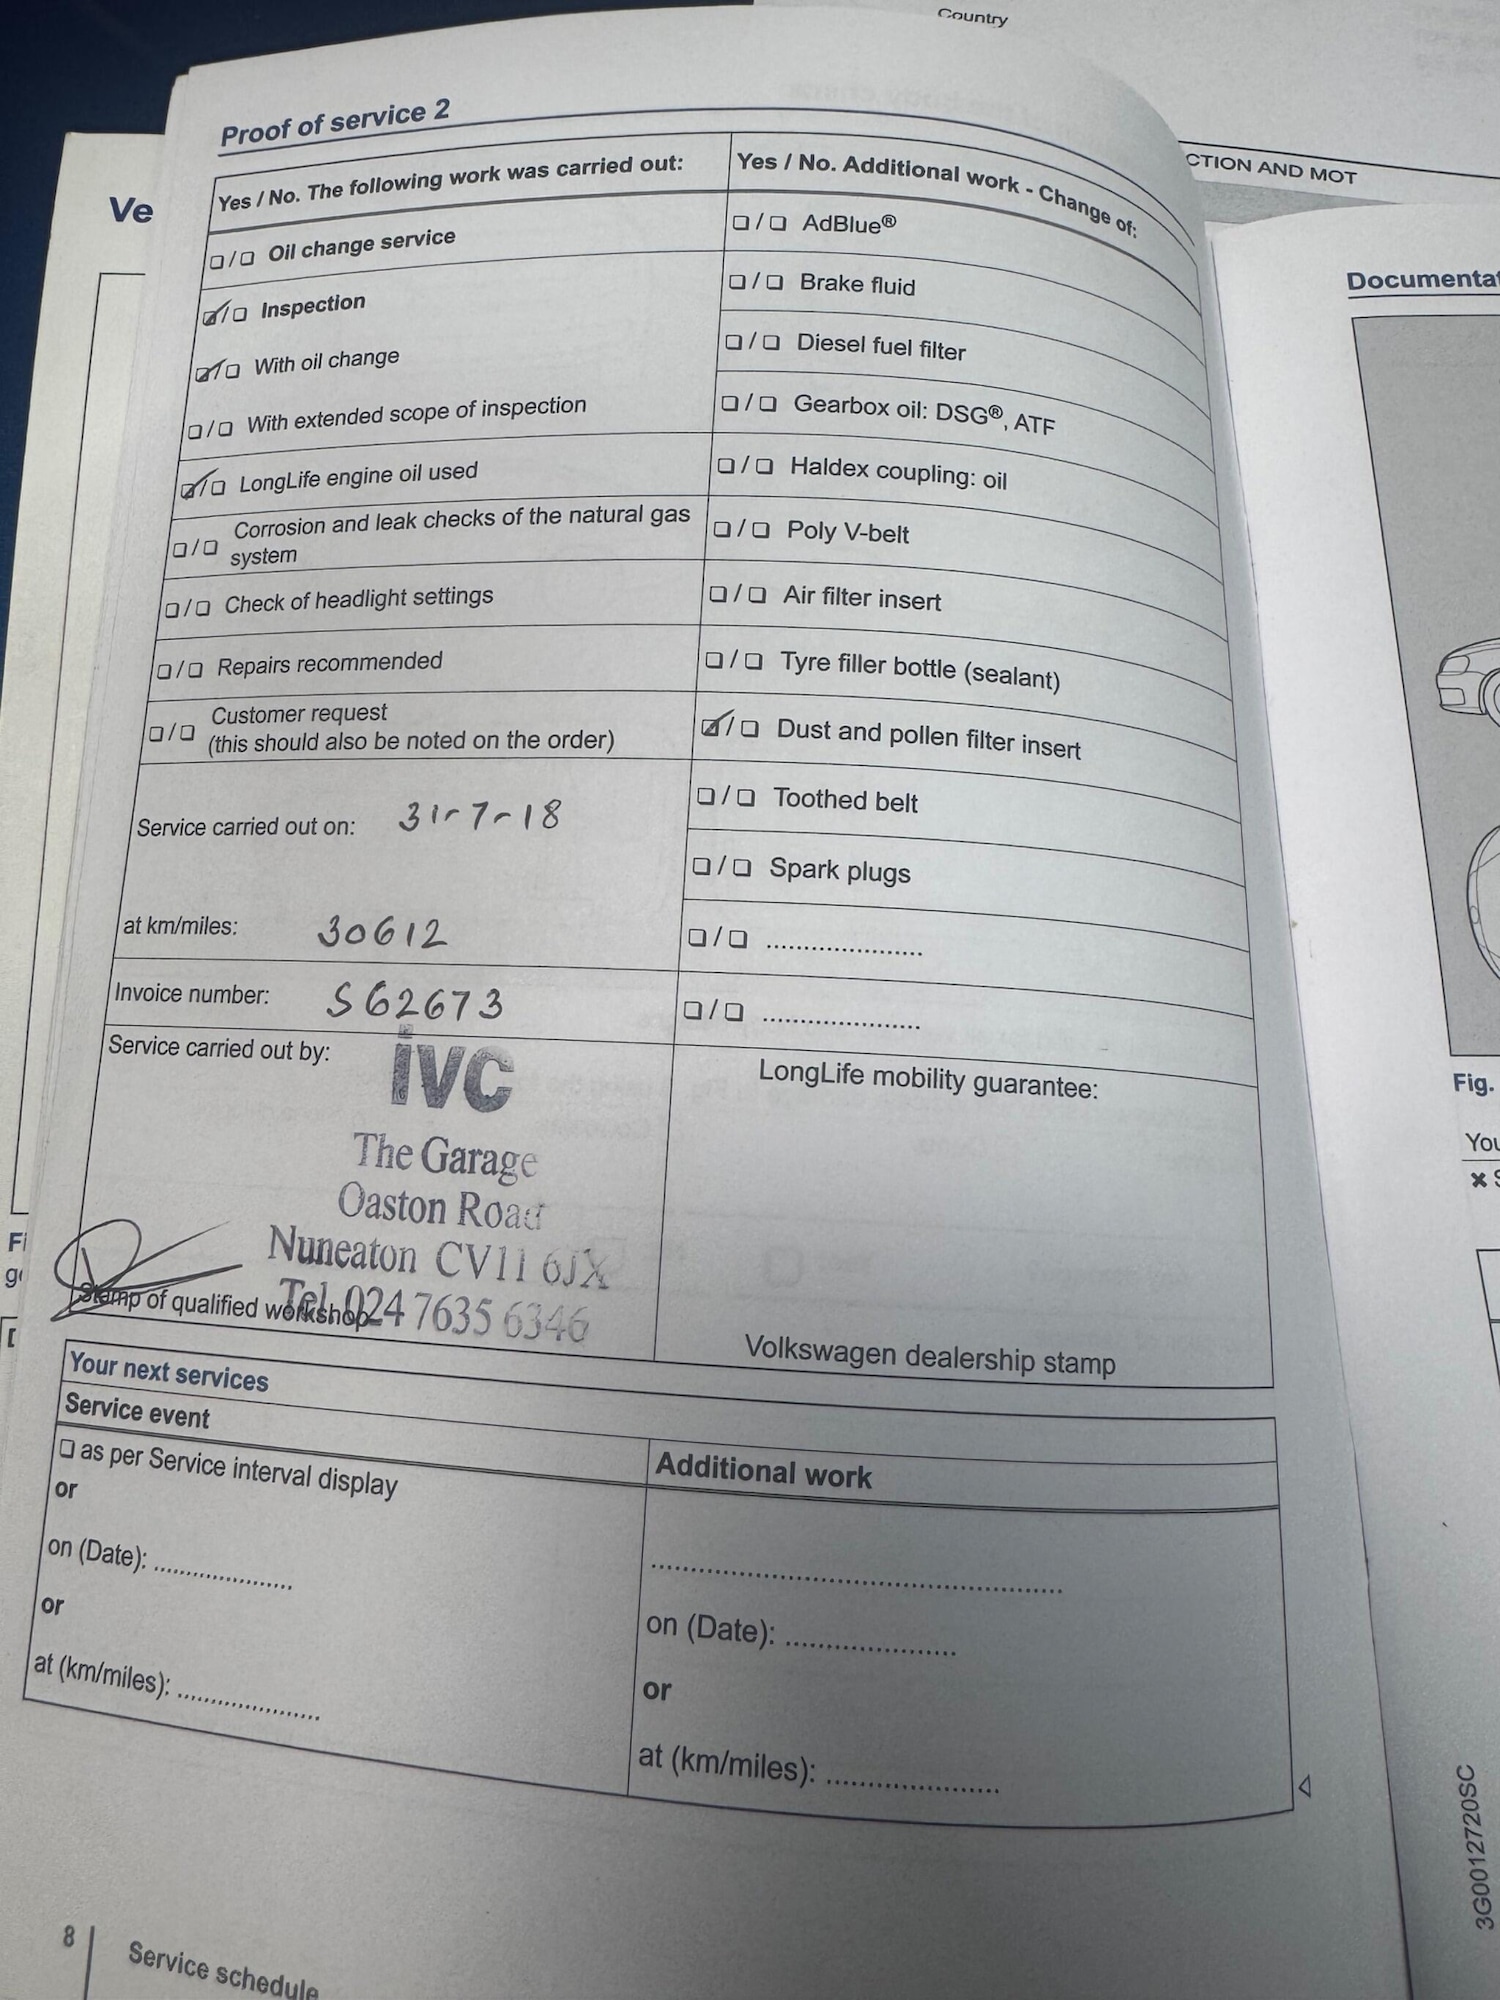 Country
CTION AND MOT
Ve
Proof of service 2
Yes / No. The following work was carried out:
☐/☐ Oil change service
☑/☐ Inspection
☑/☐ With oil change
☐/☐ With extended scope of inspection
☑/☐ LongLife engine oil used
☐/☐ Corrosion and leak checks of the natural gas
system
☐/☐ Check of headlight settings
☐/☐ Repairs recommended
☐/☐ Customer request
(this should also be noted on the order)
Service carried out on: 31-7-18
at km/miles: 30612
Invoice number: S62673
Service carried out by:
ivc
The Garage
Oaston Road
Nuneaton CV11 6JX
Tel. 024 7635 6346
Stamp of qualified workshop
Yes / No. Additional work - Change of:
☐/☐ AdBlue®
☐/☐ Brake fluid
☐/☐ Diesel fuel filter
☐/☐ Gearbox oil: DSG®, ATF
☐/☐ Haldex coupling: oil
☐/☐ Poly V-belt
☐/☐ Air filter insert
☐/☐ Tyre filler bottle (sealant)
☑/☐ Dust and pollen filter insert
☐/☐ Toothed belt
☐/☐ Spark plugs
☐/☐ ......................
☐/☐ ......................
LongLife mobility guarantee:
Volkswagen dealership stamp
Your next services
Service event
☐ as per Service interval display
or
on (Date): ....................
or
at (km/miles): ....................
Additional work
..........................................................
on (Date): ........................
or
at (km/miles): ........................
8
Service schedule
Fi
g
Documentat
Fig.
You
3G0012720SC